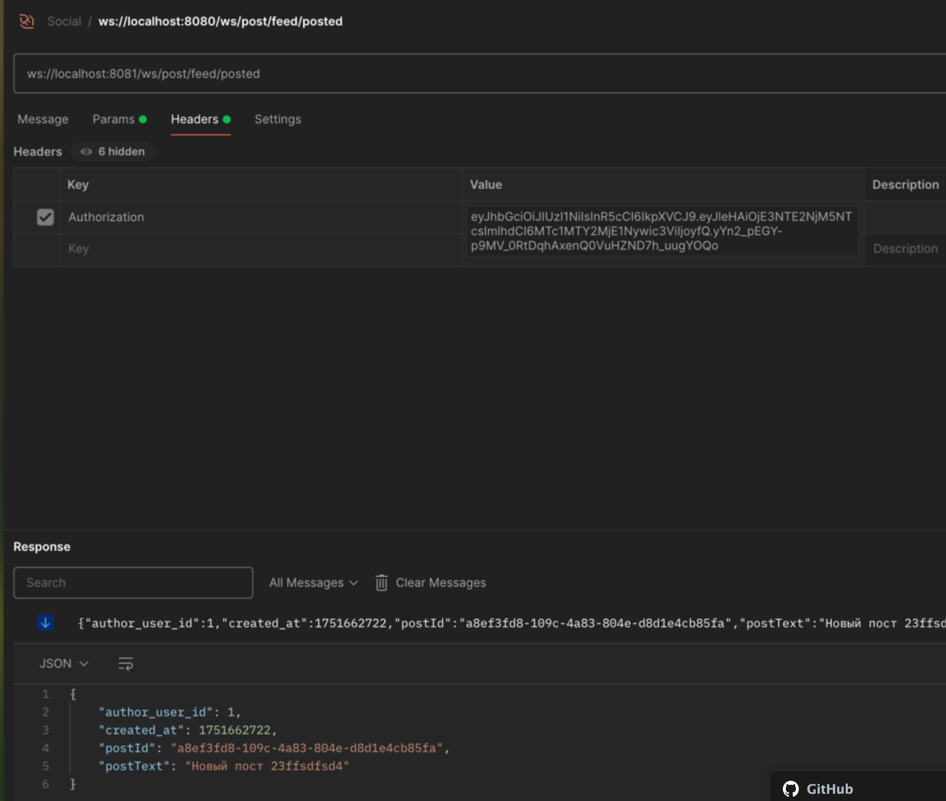 Social / ws://localhost:8080/ws/post/feed/posted
ws://localhost:8081/ws/post/feed/posted
Message Params Headers Settings
Headers 6 hidden
Key Value Description
Authorization eyJhbGciOiJIUzI1NiIsInR5cCI6IkpXVCJ9.eyJleHAiOjE3NTE2NjM5NT
csImlhdCI6MTc1MTY2MjE1Nywic3ViIjoyfQ.yYn2_pEGY-
p9MV_0RtDqhAxenQ0VuHZND7h_uugYOQo
Key Description
Response
Search All Messages Clear Messages
{"author_user_id":1,"created_at":1751662722,"postId":"a8ef3fd8-109c-4a83-804e-d8d1e4cb85fa","postText":"Новый пост 23ffsd
JSON
1 {
2 "author_user_id": 1,
3 "created_at": 1751662722,
4 "postId": "a8ef3fd8-109c-4a83-804e-d8d1e4cb85fa",
5 "postText": "Новый пост 23ffsdfsd4"
6 }
GitHub